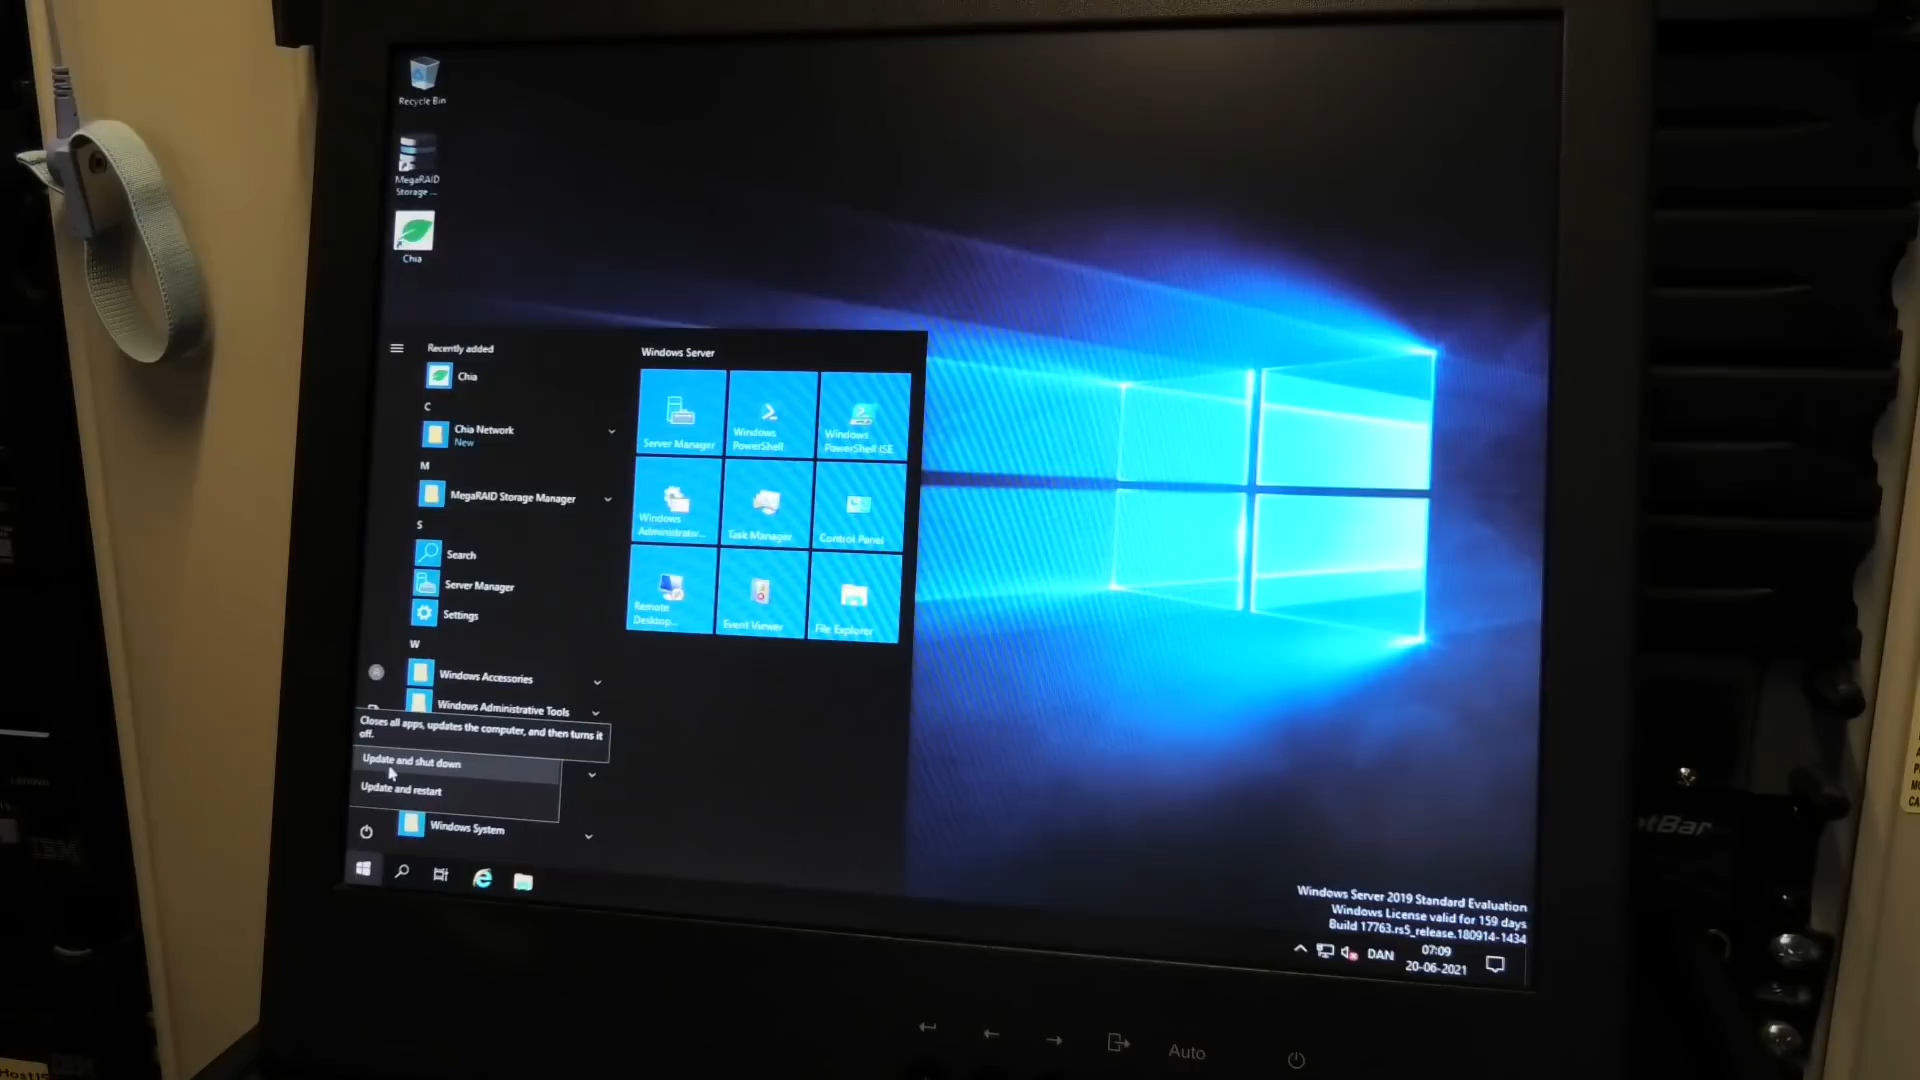 Recycle Bin
MegaRAID
Storage ...
Chia
Recently added
Chia
C
Chia Network
New
M
MegaRAID Storage Manager
S
Search
Server Manager
Settings
W
Windows Accessories
Windows Administrative Tools
Closes all apps, updates the computer, and then turns it
off.
Update and shut down
Update and restart
Windows System
Windows Server
Server Manager
Windows
PowerShell
Windows
PowerShell ISE
Windows
Administrativ...
Task Manager
Control Panel
Remote
Desktop...
Event Viewer
File Explorer
Windows Server 2019 Standard Evaluation
Windows License valid for 159 days
Build 17763.rs5_release.180914-1434
DAN
07:09
20-06-2021
Auto
IBM
IBM